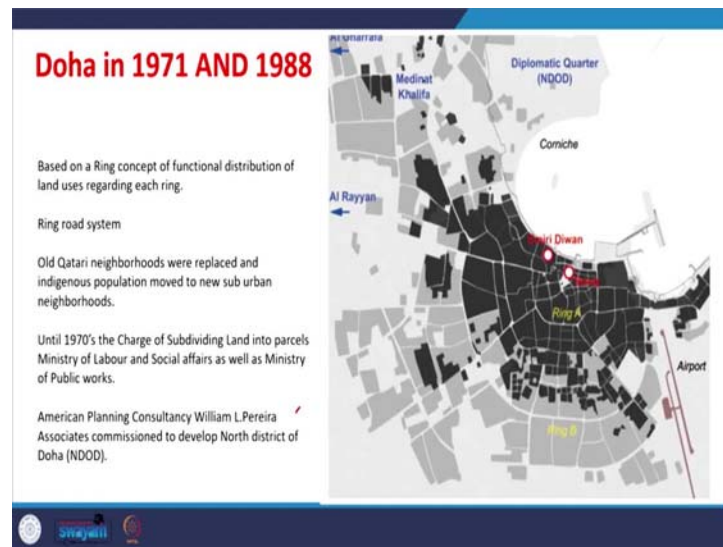 Doha in 1971 AND 1988
Based on a Ring concept of functional distribution of
land uses regarding each ring.
Ring road system
Old Qatari neighborhoods were replaced and
indigenous population moved to new sub urban
neighborhoods.
Until 1970's the Charge of Subdividing Land into parcels
Ministry of Labour and Social affairs as well as Ministry
of Public works.
American Planning Consultancy William L.Pereira
Associates commissioned to develop North district of
Doha (NDOD).
Al Gharrafa
Medinat
Khalifa
Diplomatic Quarter
(NDOD)
Corniche
Al Rayyan
Emiri Diwan
Ring A
Airport
Ring B
swayam